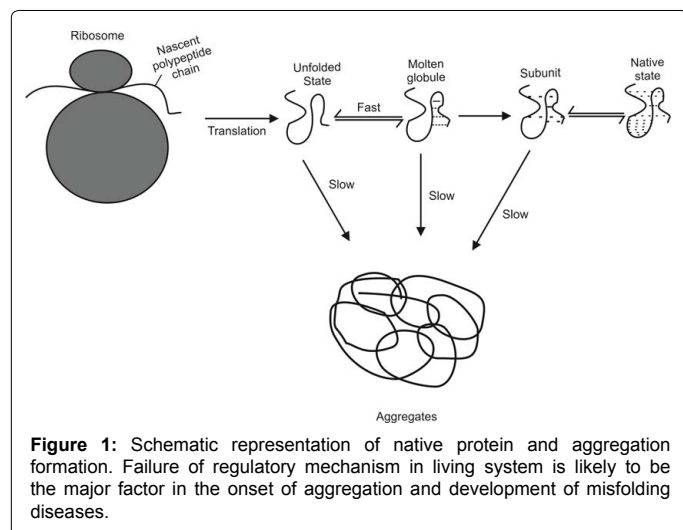 Ribosome
Nascent
polypeptide
chain
Translation
Unfolded
State
Fast
Molten
globule
Subunit
Native
state
Slow
Slow
Slow
Aggregates
Figure 1: Schematic representation of native protein and aggregation
formation. Failure of regulatory mechanism in living system is likely to be
the major factor in the onset of aggregation and development of misfolding
diseases.